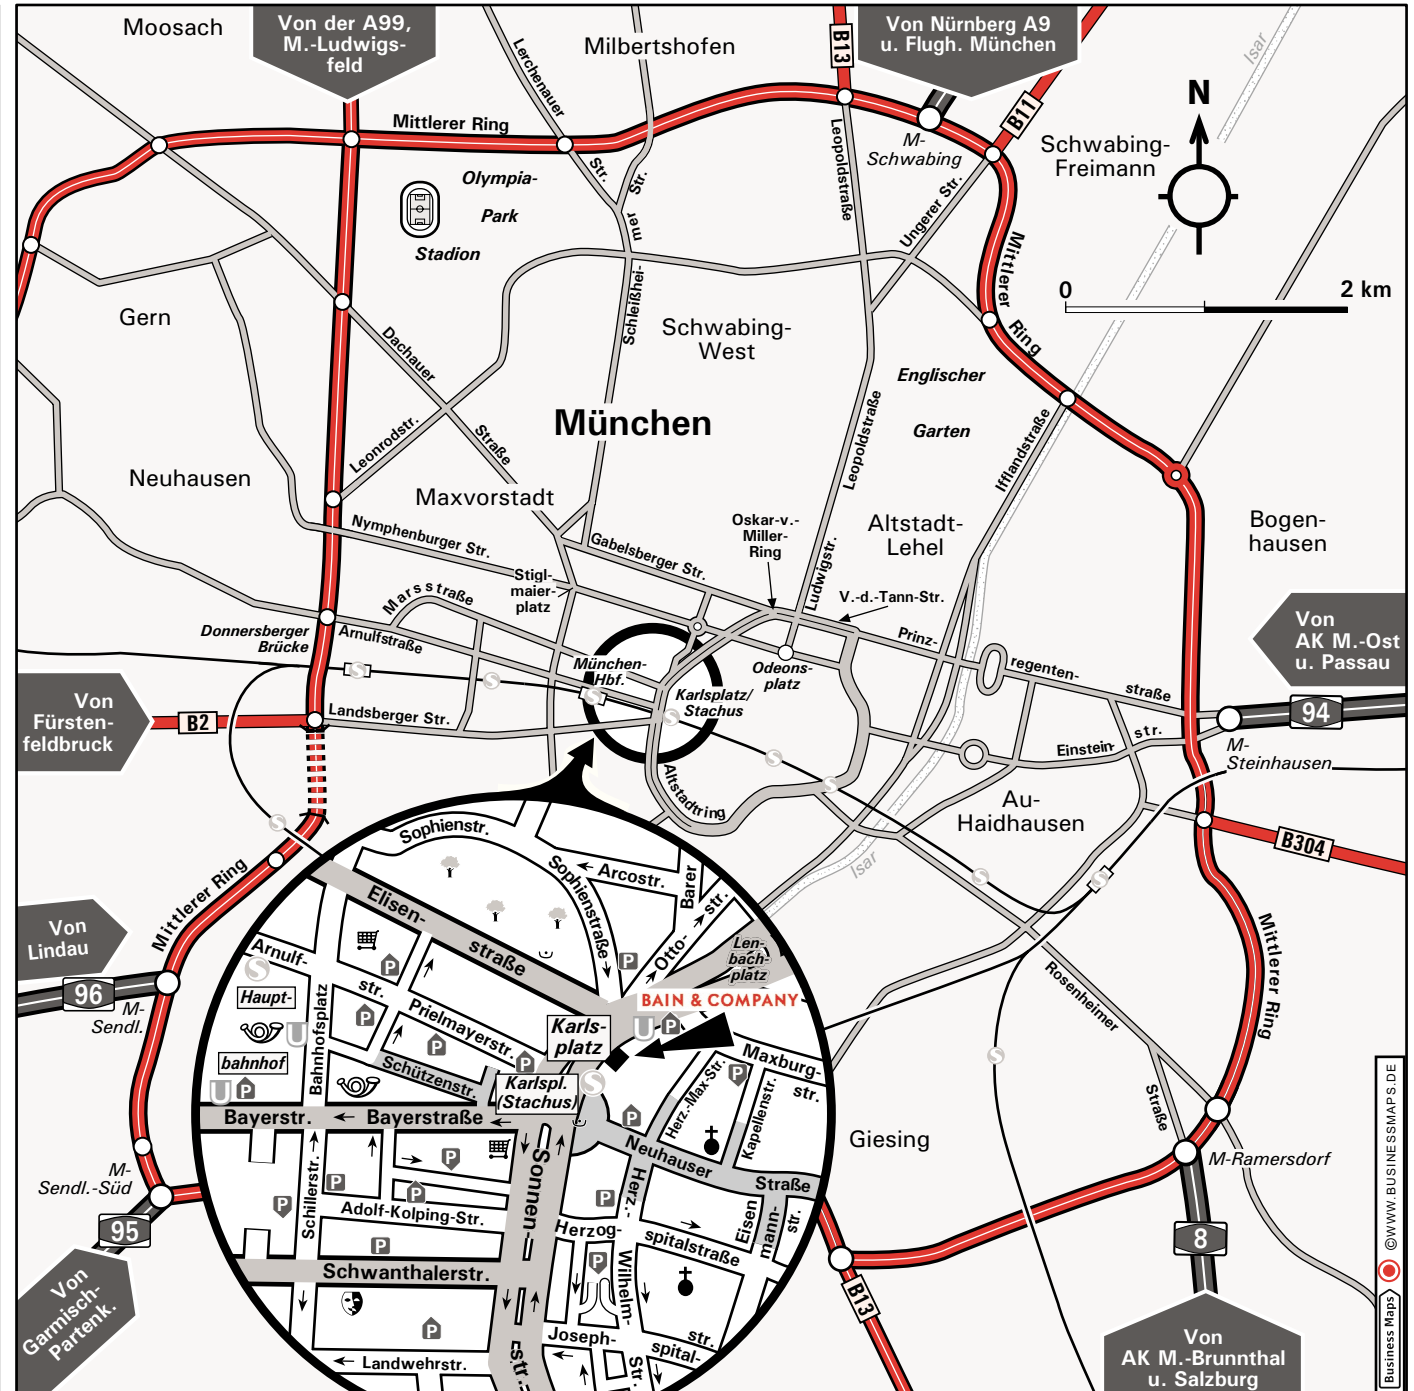 Moosach
Von der A99,
M.-Ludwigs-
feld
Lerchenauer
Str.
Milbertshofen
B13
Von Nürnberg A9
u. Flugh. München
B11
Isar
N
Mittlerer Ring
M-
Schwabing
Schwabing-
Freimann
Olympia-
Park
Stadion
Str.
mer
Schleißhei-
Leopoldstraße
Ungerer Str.
Mittlerer
Ring
0
2 km
Gern
Dachauer
Straße
Schwabing-
West
Englischer
Garten
München
Leonrodstr.
Leopoldstraße
Ifflandstraße
Neuhausen
Maxvorstadt
Nymphenburger Str.
Gabelsberger Str.
Oskar-v.-
Miller-
Ring
Altstadt-
Lehel
Bogen-
hausen
Stigl-
maier-
platz
Ludwigstr.
V.-d.-Tann-Str.
Marsstraße
Donnersberger
Brücke
Arnulfstraße
Prinz-
regenten-
straße
Von
AK M.-Ost
u. Passau
München-
Hbf.
Odeons-
platz
Karlsplatz/
Stachus
S
S
S
S
Von
Fürsten-
feldbruck
B2
Landsberger Str.
94
Einstein-
str.
M-
Steinhausen
S
S
Altstadtring
Au-
Haidhausen
B304
S
Isar
S
S
Mittlerer Ring
Von
Lindau
96
M-
Sendl.
Mittlerer Ring
Rosenheimer
Straße
S
Giesing
M-Ramersdorf
M-
Sendl.-Süd
95
Von
Garmisch-
Partenk.
8
B13
Von
AK M.-Brunnthal
u. Salzburg
Sophienstr.
Sophienstraße
Arcostr.
Barer
str.
Otto-
Elisen-
straße
Len-
bach-
platz
P
BAIN & COMPANY
Arnulf-
str.
S
P
Haupt-
bahnhof
U
U
P
Bahnhofsplatz
P
Prielmayerstr.
P
Schützenstr.
P
Karls-
platz
U
P
Karlspl.
(Stachus)
S
Maxburg-
str.
P
Herz.-Max-Str.
Kapellenstr.
P
Bayerstr.
Bayerstraße
Neuhauser
Straße
P
P
P
P
Schillerstr.
Adolf-Kolping-Str.
P
Sonnen-
str.
P
Herz.-
Herzog-
spitalstraße
Eisen
mann-
str.
P
Wilhelm-
Str.
Schwanthalerstr.
P
Landwehrstr.
Joseph-
spital-
str.
©WWW.BUSINESSMAPS.DE
Business Maps